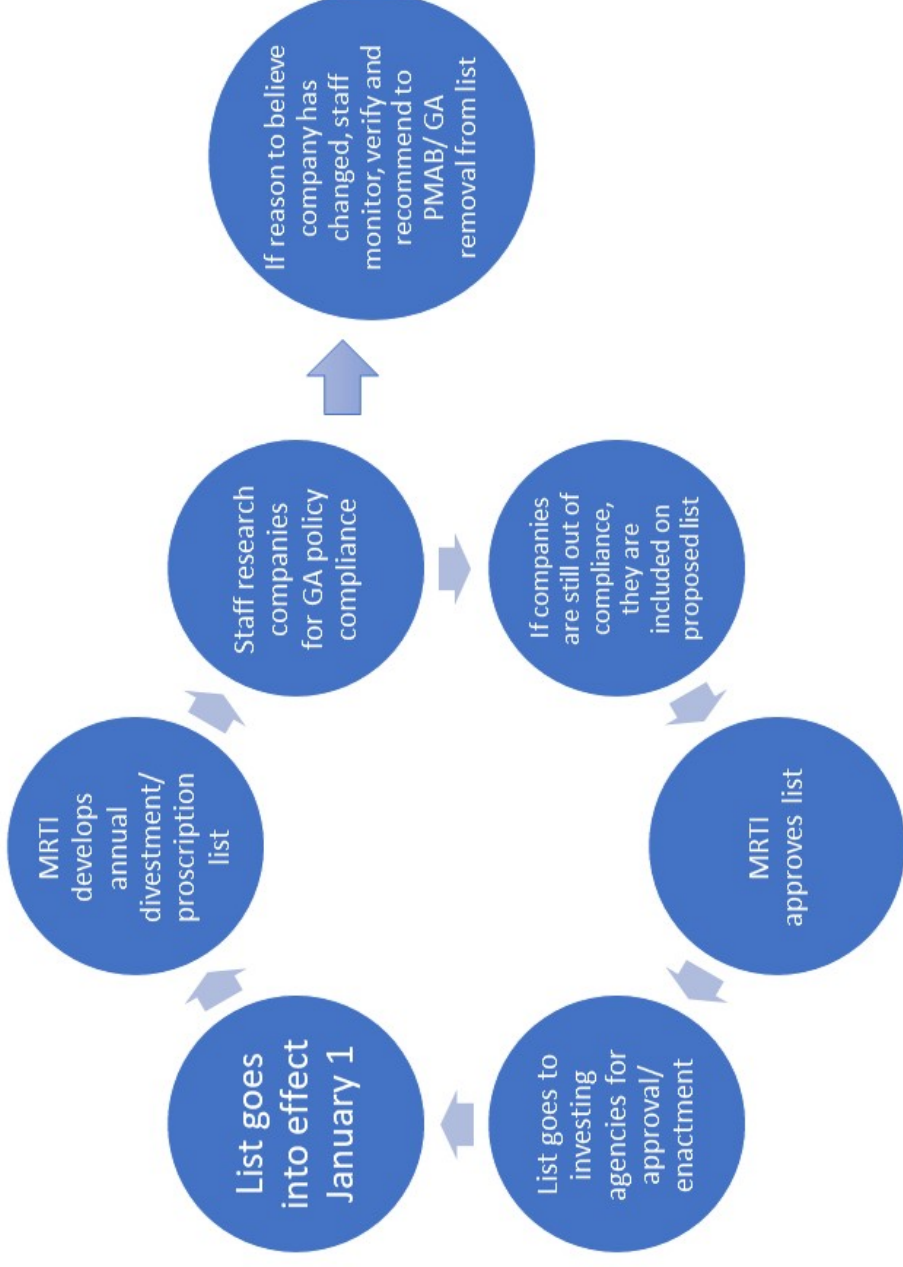 MRTI
develops
annual
divestment/
proscription
list
Staff research
companies
for GA policy
compliance
If reason to believe
company has
changed, staff
monitor, verify and
recommend to
PMAB/ GA
removal from list
If companies
are still out of
compliance,
they are
included on
proposed list
MRTI
approves list
List goes to
investing
agencies for
approval/
enactment
List goes
into effect
January 1